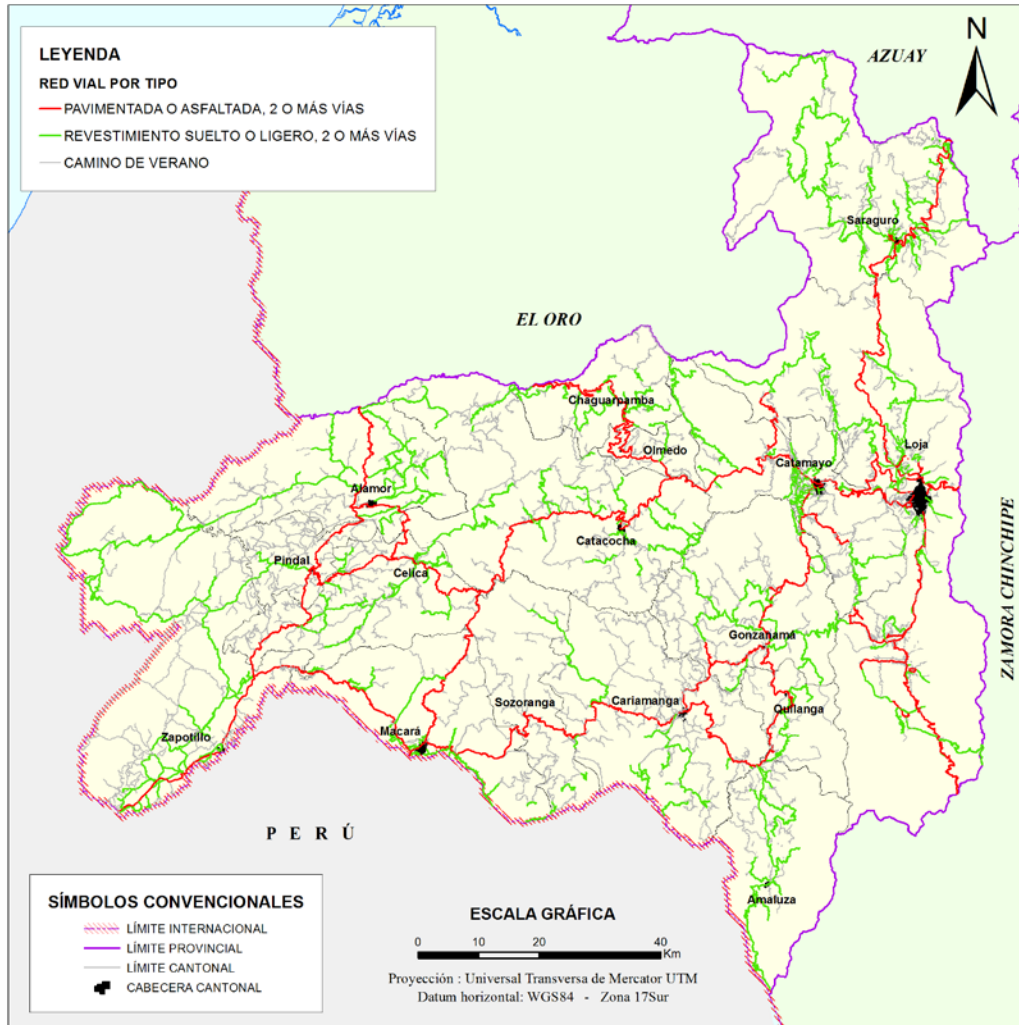 LEYENDA
RED VIAL POR TIPO
PAVIMENTADA O ASFALTADA, 2 O MÁS VÍAS
REVESTIMIENTO SUELTO O LIGERO, 2 O MÁS VÍAS
CAMINO DE VERANO
AZUAY
N
Saraguro
EL ORO
Chaguarpamba
Olmedo
Loja
Catamayo
Alamor
Catacocha
Pindal
Celica
ZAMORA CHINCHIPE
Gonzanamá
Sozoranga
Cariamanga
Quilanga
Macará
Zapotillo
PERÚ
Amaluza
SÍMBOLOS CONVENCIONALES
LÍMITE INTERNACIONAL
LÍMITE PROVINCIAL
LÍMITE CANTONAL
CABECERA CANTONAL
ESCALA GRÁFICA
0 10 20 40
Km
Proyección : Universal Transversa de Mercator UTM
Datum horizontal: WGS84 - Zona 17Sur